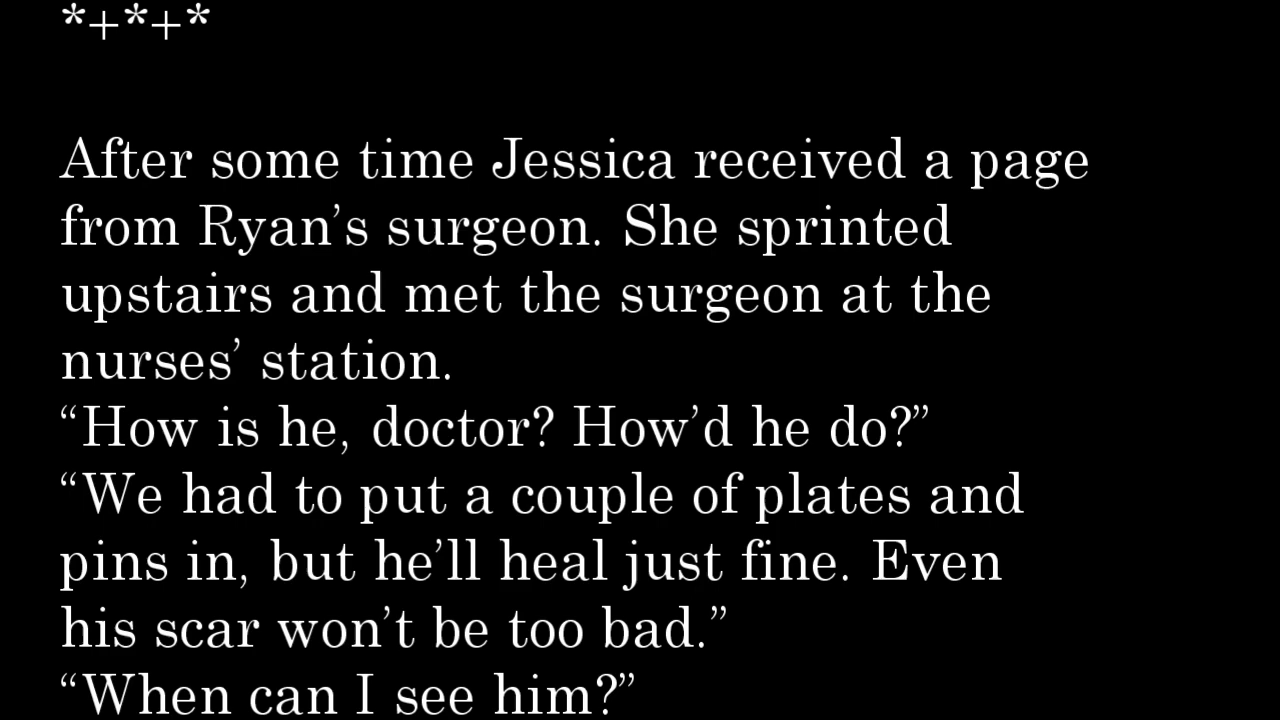 *+*+*
After some time Jessica received a page
from Ryan’s surgeon. She sprinted
upstairs and met the surgeon at the
nurses’ station.
“How is he, doctor? How’d he do?”
“We had to put a couple of plates and
pins in, but he’ll heal just fine. Even
his scar won’t be too bad.”
“When can I see him?”